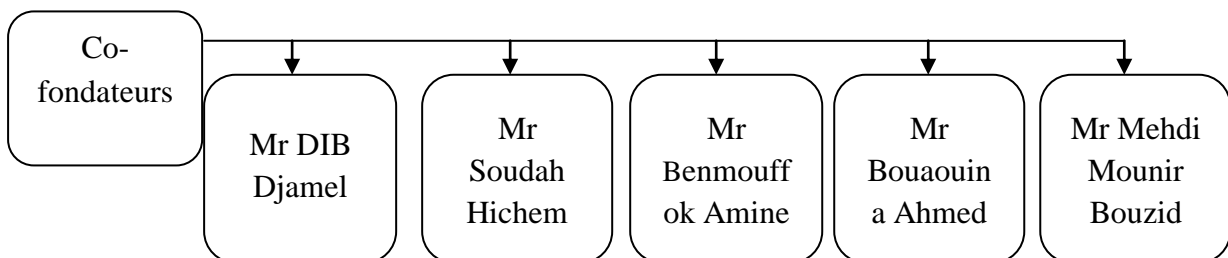 Co-
fondateurs
Mr DIB
Djamel
Mr
Soudah
Hichem
Mr
Benmouff
ok Amine
Mr
Bouaouin
a Ahmed
Mr Mehdi
Mounir
Bouzid